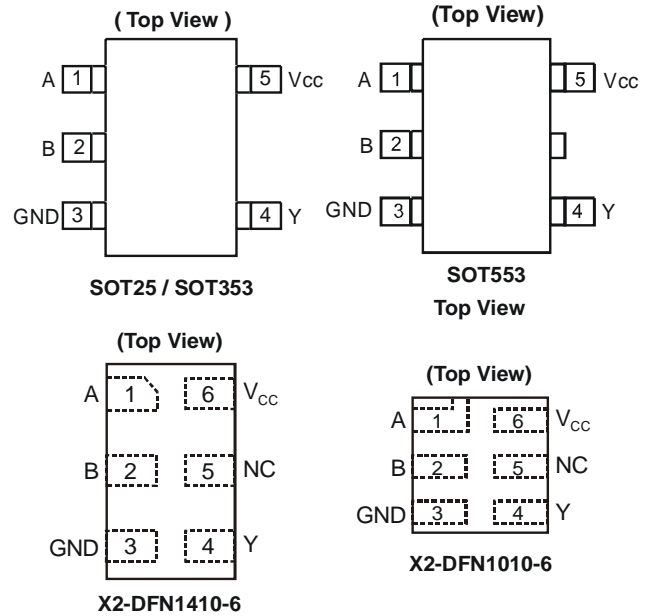 ( Top View )
A 1 5 Vcc
B 2
GND 3 4 Y
SOT25 / SOT353
(Top View)
A 1 5 Vcc
B 2
GND 3 4 Y
SOT553
Top View
(Top View)
A 1 6 VCC
B 2 5 NC
GND 3 4 Y
X2-DFN1410-6
(Top View)
A 1 6 VCC
B 2 5 NC
GND 3 4 Y
X2-DFN1010-6